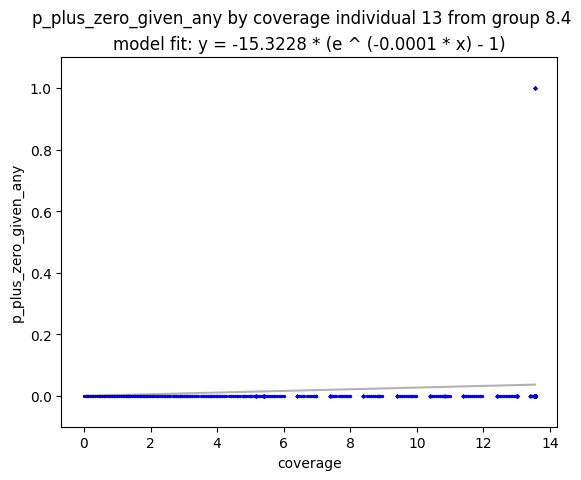 p_plus_zero_given_any by coverage individual 13 from group 8.4
model fit: y = -15.3228 * (e ^ (-0.0001 * x) - 1)
1.0
0.8
0.6
0.4
0.2
0.0
p_plus_zero_given_any
0 2 4 6 8 10 12 14
coverage